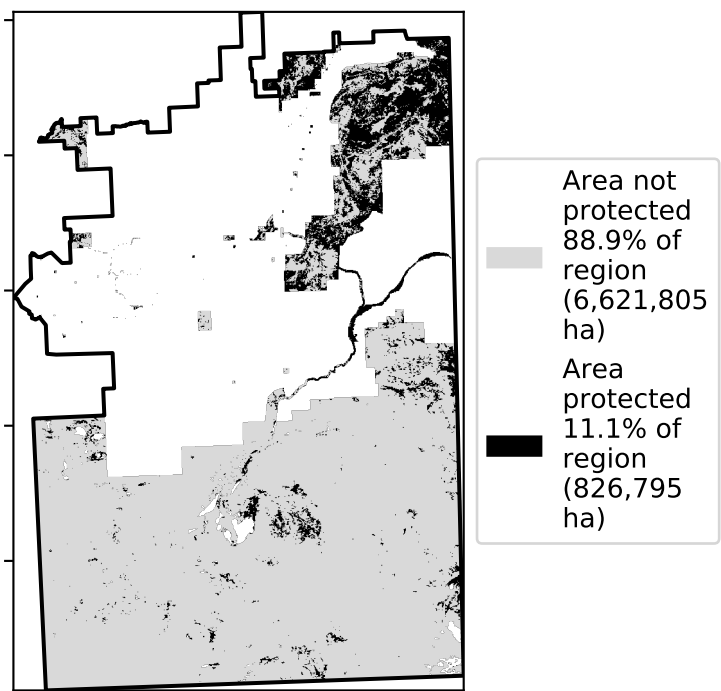 Area not
protected
88.9% of
region
(6,621,805
ha)
Area
protected
11.1% of
region
(826,795
ha)